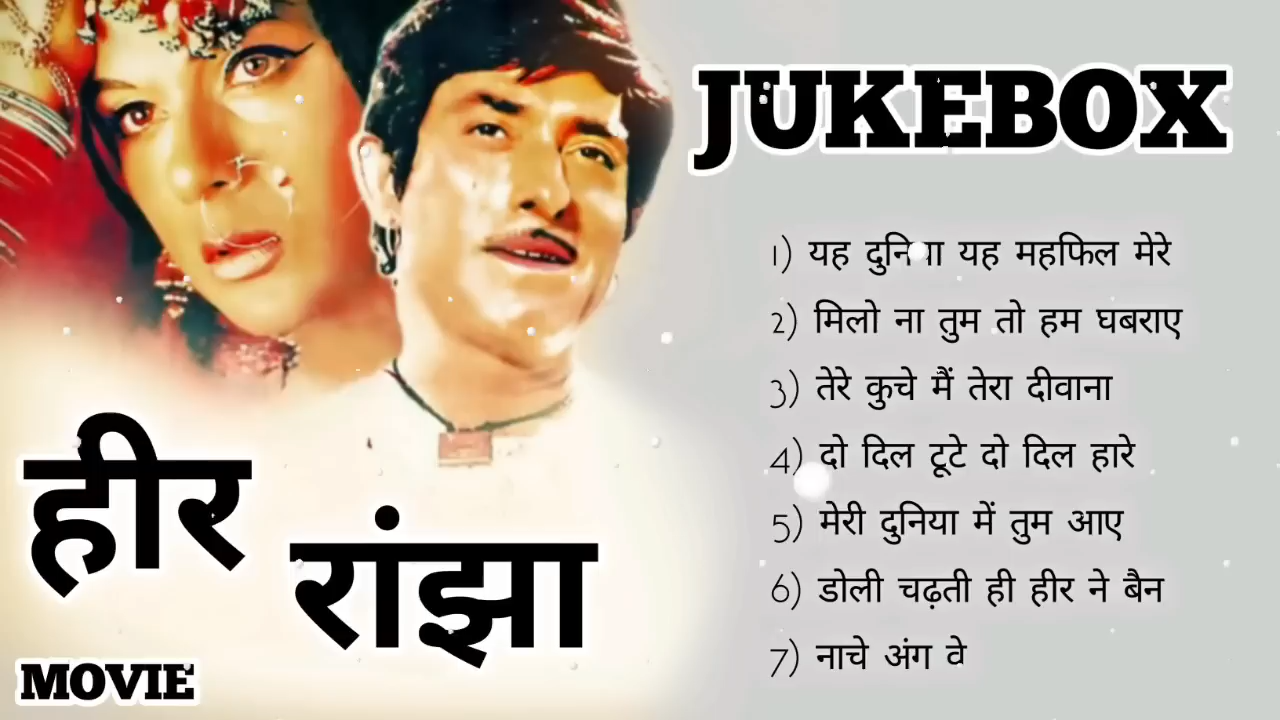 JUKEBOX
1) यह दुनिया यह महफिल मेरे
2) मिलो ना तुम तो हम घबराए
3) तेरे कुचे मैं तेरा दीवाना
4) दो दिल टूटे दो दिल हारे
5) मेरी दुनिया में तुम आए
6) डोली चढ़ती ही हीर ने बैन
7) नाचे अंग वे
हीर
रांझा
MOVIE